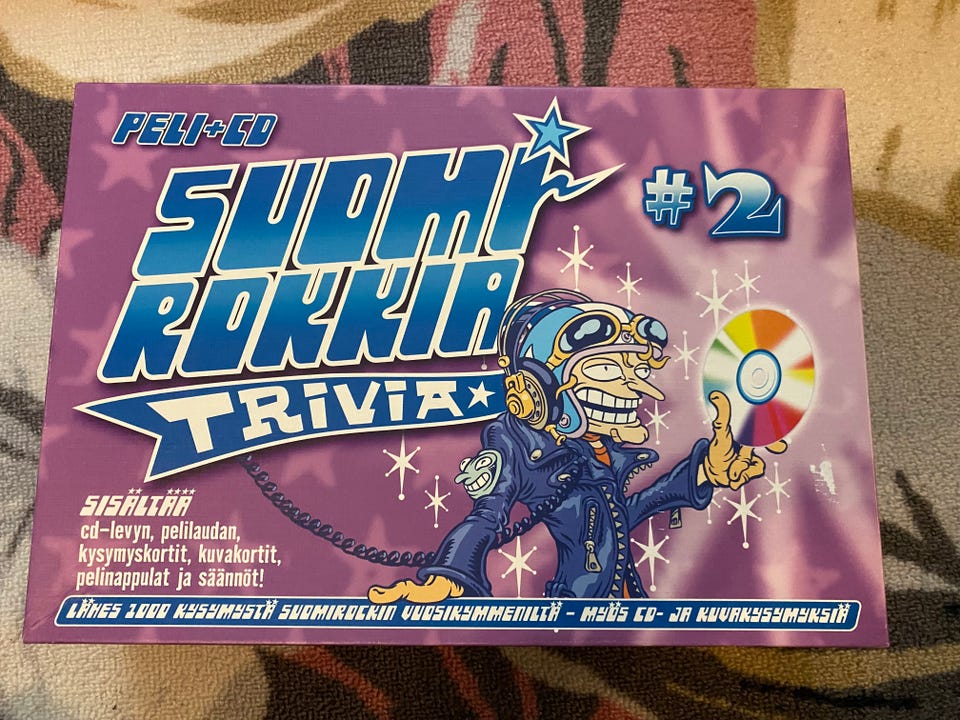 PELI+CD
SUOMI
ROKKIA
TRIVIA
#2
SISÄLTÄÄ
cd-levyn, pelilaudan,
kysymyskortit, kuvakortit,
pelinappulat ja säännöt!
LÄHES 1000 KYSYMYSTÄ SUOMIROCKIN VUOSIKYMMENILTÄ - MYÖS CD- JA KUVAKYSYMYKSIÄ